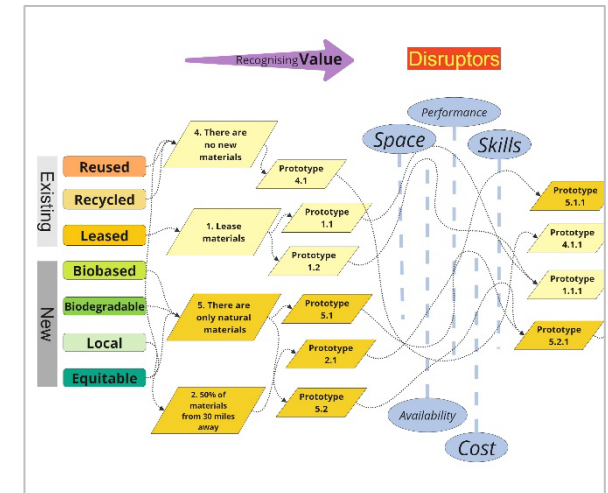 Recognising Value
Disruptors
Performance
Space
Skills
Availability
Cost
Existing
New
Reused
Recycled
Leased
Biobased
Biodegradable
Local
Equitable
4. There are
no new
materials
1. Lease
materials
5. There are
only natural
materials
2. 50% of
materials
from 30 miles
away
Prototype
4.1
Prototype
1.1
Prototype
1.2
Prototype
5.1
Prototype
2.1
Prototype
5.2
Prototype
5.1.1
Prototype
4.1.1
Prototype
1.1.1
Prototype
5.2.1